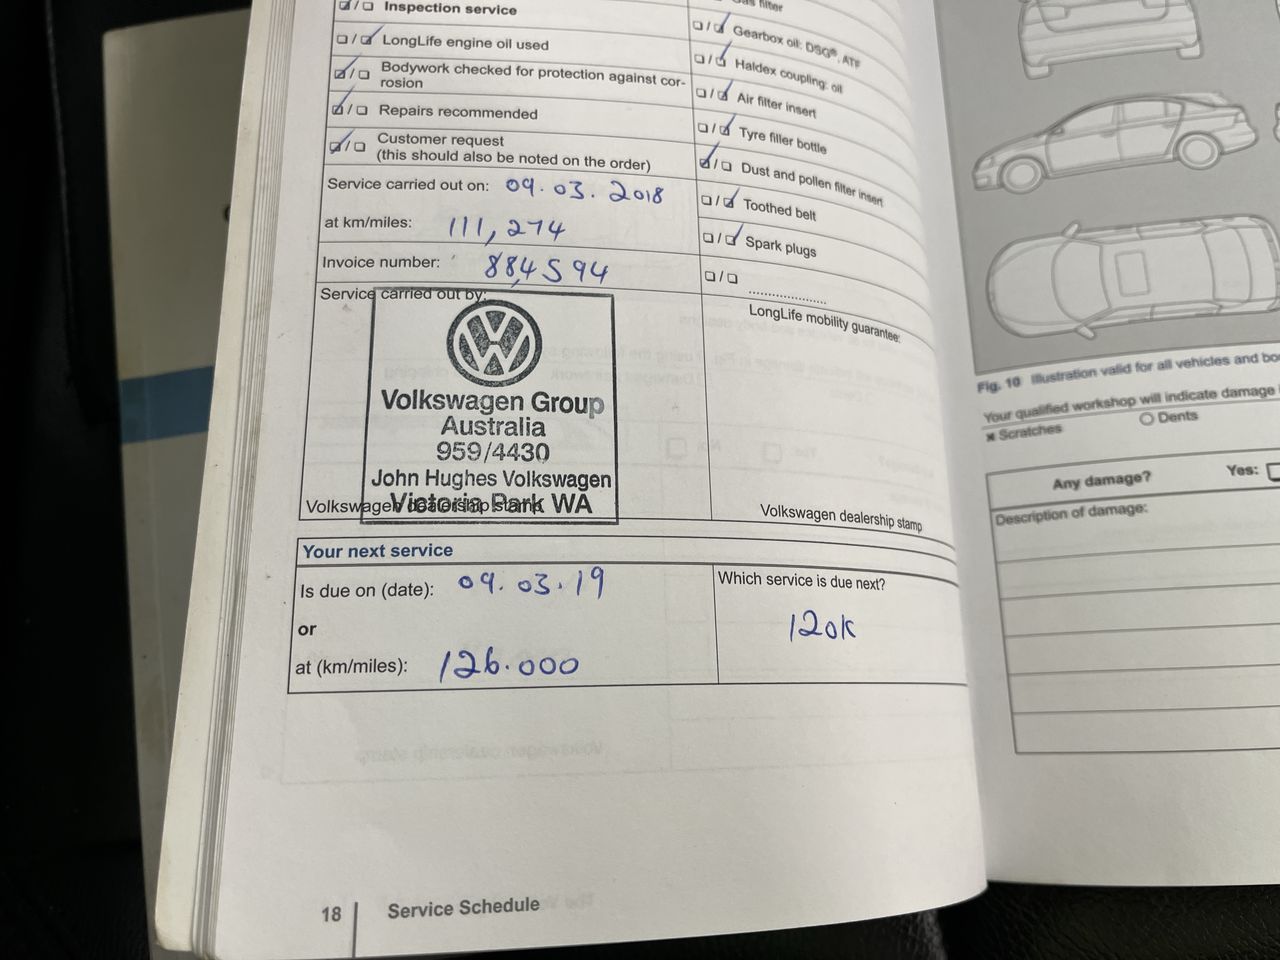 ☑/☐ Inspection service
☐/☑ LongLife engine oil used
☑/☐ Bodywork checked for protection against cor-
rosion
☑/☐ Repairs recommended
☑/☐ Customer request
(this should also be noted on the order)
Service carried out on: 09.03.2018
at km/miles: 111,274
Invoice number: 884594
Service carried out by:
VW
Volkswagen Group
Australia
959/4430
John Hughes Volkswagen
Victoria Park WA
Volkswagen dealership stamp
filter
☐/☑ Gearbox oil: DSG®, ATF
☐/☑ Haldex coupling: oil
☐/☑ Air filter insert
☐/☑ Tyre filler bottle
☑/☐ Dust and pollen filter insert
☐/☑ Toothed belt
☐/☑ Spark plugs
☐/☐ .....................
LongLife mobility guarantee:
Volkswagen dealership stamp
Your next service
Is due on (date): 09.03.19
or
at (km/miles): 126.000
Which service is due next?
120K
18 Service Schedule
Fig. 10 Illustration valid for all vehicles and
Your qualified workshop will indicate damage
✖ Scratches
○ Dents
Any damage? Yes: ☐
Description of damage: